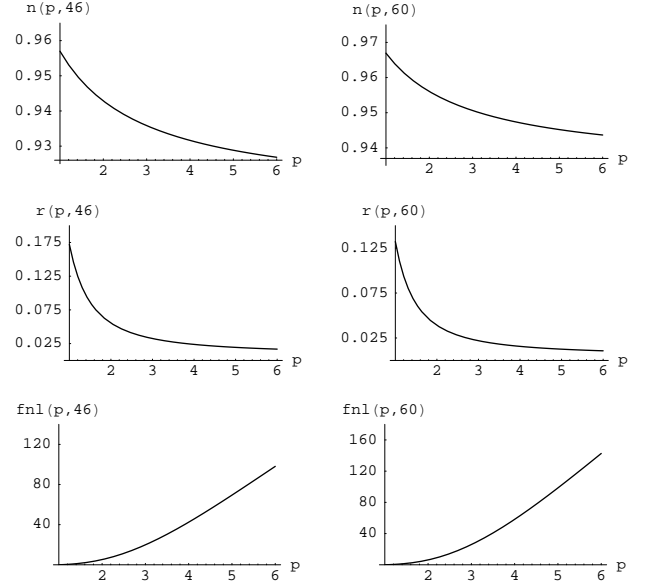 n(p,46)
0.96
0.95
0.94
0.93
2 3 4 5 6 p
n(p,60)
0.97
0.96
0.95
0.94
2 3 4 5 6 p
r(p,46)
0.175
0.125
0.075
0.025
2 3 4 5 6 p
r(p,60)
0.125
0.075
0.025
2 3 4 5 6 p
fnl(p,46)
120
80
40
2 3 4 5 6 p
fnl(p,60)
160
120
80
40
2 3 4 5 6 p